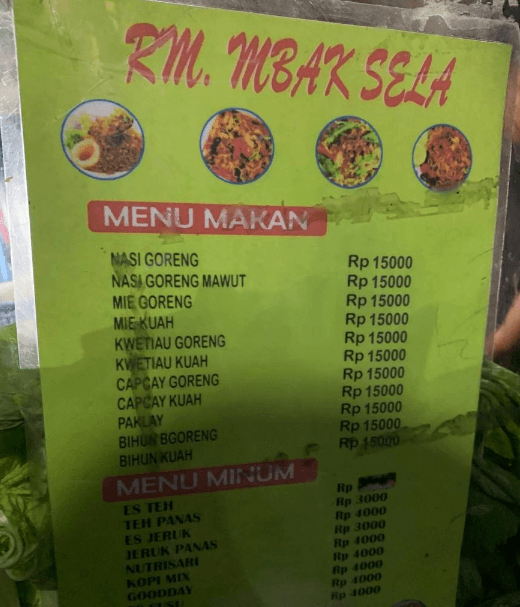 RM. MBAK SELA
MENU MAKAN
NASI GORENG Rp 15000
NASI GORENG MAWUT Rp 15000
MIE GORENG Rp 15000
MIE KUAH Rp 15000
KWETIAU GORENG Rp 15000
KWETIAU KUAH Rp 15000
CAPCAY GORENG Rp 15000
CAPCAY KUAH Rp 15000
PAKLAY Rp 15000
BIHUN BGORENG Rp 15000
BIHUN KUAH Rp 15000
MENU MINUM
ES TEH Rp
TEH PANAS Rp 3000
ES JERUK Rp 4000
JERUK PANAS Rp 3000
NUTRISARI Rp 4000
KOPI MIX Rp 4000
GOODDAY Rp 4000
SUSU Rp 4000